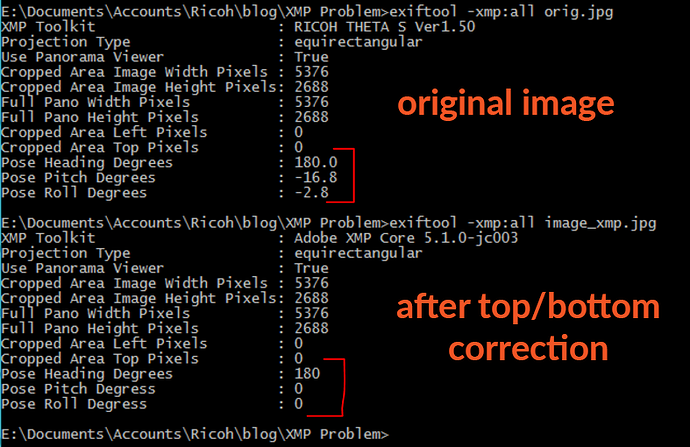 E:\Documents\Accounts\Ricoh\blog\XMP Problem>exiftool -xmp:all orig.jpg
XMP Toolkit : RICOH THETA S Ver1.50
Projection Type : equirectangular
Use Panorama Viewer : True
Cropped Area Image Width Pixels : 5376
Cropped Area Image Height Pixels: 2688
Full Pano Width Pixels : 5376
Full Pano Height Pixels : 2688
Cropped Area Left Pixels : 0
Cropped Area Top Pixels : 0
Pose Heading Degrees : 180.0
Pose Pitch Degrees : -16.8
Pose Roll Degrees : -2.8
original image
E:\Documents\Accounts\Ricoh\blog\XMP Problem>exiftool -xmp:all image_xmp.jpg
XMP Toolkit : Adobe XMP Core 5.1.0-jc003
Projection Type : equirectangular
Use Panorama Viewer : True
Cropped Area Image Width Pixels : 5376
Cropped Area Image Height Pixels: 2688
Full Pano Width Pixels : 5376
Full Pano Height Pixels : 2688
Cropped Area Left Pixels : 0
Cropped Area Top Pixels : 0
Pose Heading Degrees : 180
Pose Pitch Degress : 0
Pose Roll Degress : 0
after top/bottom
correction
E:\Documents\Accounts\Ricoh\blog\XMP Problem>